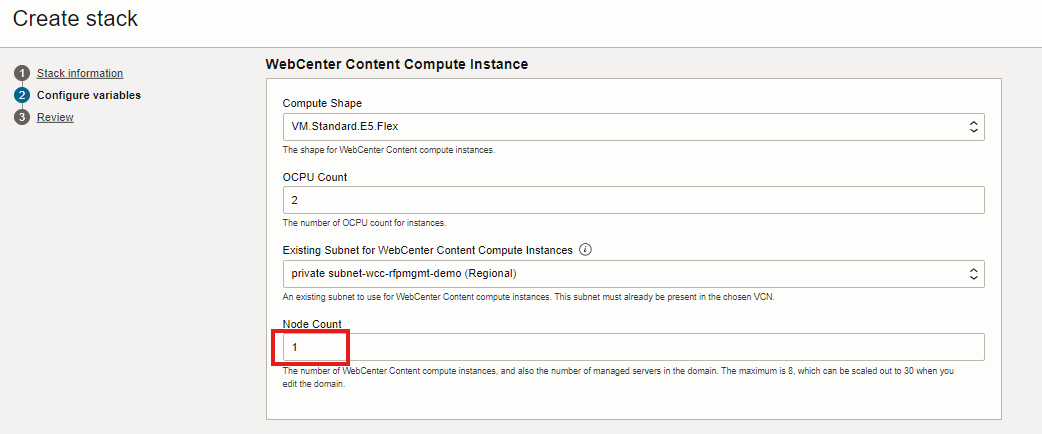 Create stack
1 Stack information
2 Configure variables
3 Review
WebCenter Content Compute Instance
Compute Shape
VM.Standard.E5.Flex
The shape for WebCenter Content compute instances.
OCPU Count
2
The number of OCPU count for instances.
Existing Subnet for WebCenter Content Compute Instances i
private subnet-wcc-rfpmgmt-demo (Regional)
An existing subnet to use for WebCenter Content compute instances. This subnet must already be present in the chosen VCN.
Node Count
1
The number of WebCenter Content compute instances, and also the number of managed servers in the domain. The maximum is 8, which can be scaled out to 30 when you
edit the domain.